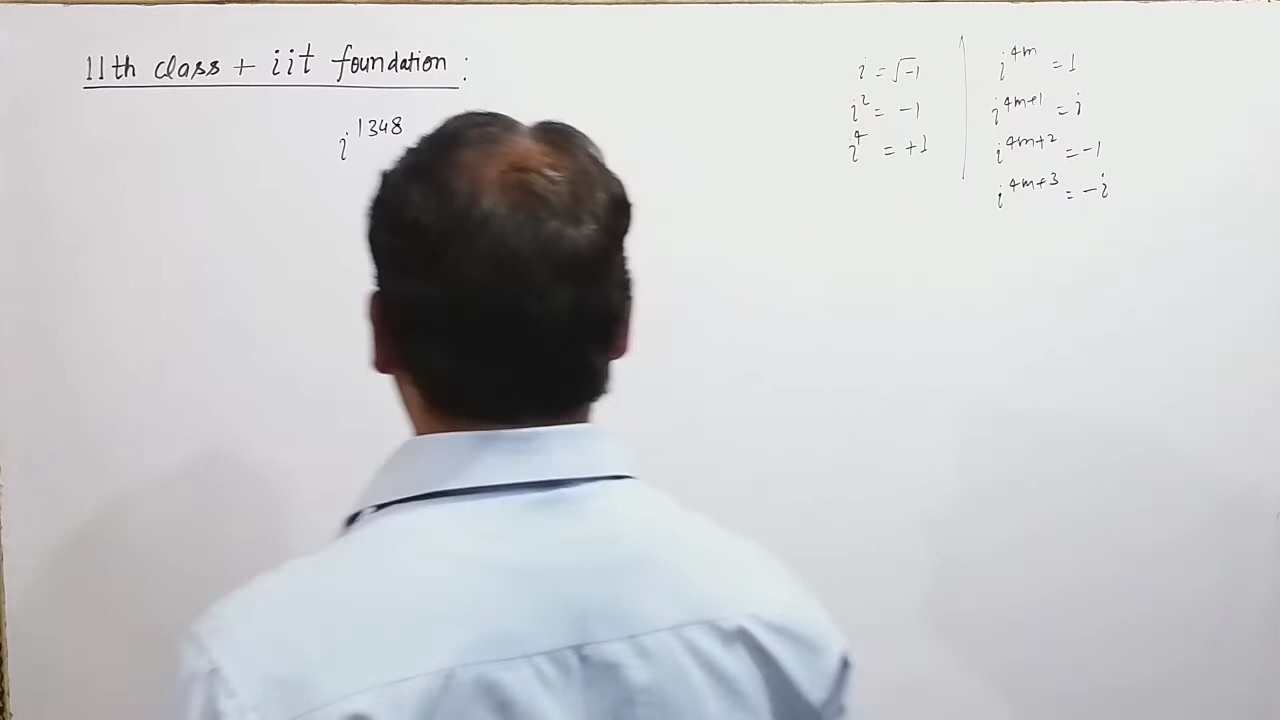 11th class + iit foundation :
i^1348
i = √-1
i^2 = -1
i^4 = +1
i^4m = 1
i^4m+1 = i
i^4m+2 = -1
i^4m+3 = -i